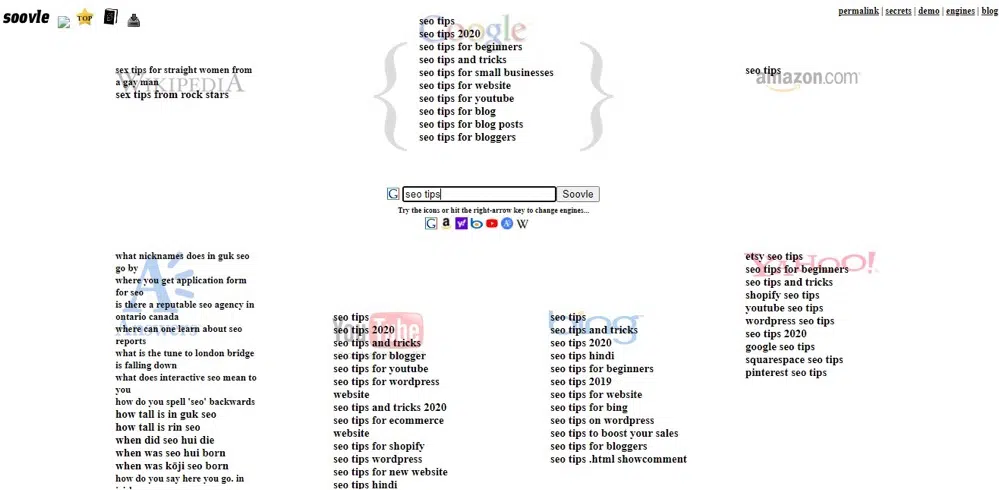 soovle
TOP
permalink | secrets | demo | engines | blog
Google
seo tips
seo tips 2020
seo tips for beginners
seo tips and tricks
seo tips for small businesses
seo tips for website
seo tips for youtube
seo tips for blog
seo tips for blog posts
seo tips for bloggers
WIKIPEDIA
sex tips for straight women from
a gay man
sex tips from rock stars
amazon.com
seo tips
seo tips
Soovle
Try the icons or hit the right-arrow key to change engines...
Answers
what nicknames does in guk seo
go by
where you get application form
for seo
is there a reputable seo agency in
ontario canada
where can one learn about seo
reports
what is the tune to london bridge
is falling down
what does interactive seo mean to
you
how do you spell 'seo' backwards
how tall is in guk seo
how tall is rin seo
when did seo hui die
when was seo hui born
when was kōji seo born
how do you say here you go. in
YouTube
seo tips
seo tips 2020
seo tips and tricks
seo tips for blogger
seo tips for youtube
seo tips for wordpress
website
seo tips and tricks 2020
seo tips for ecommerce
website
seo tips for shopify
seo tips wordpress
seo tips for new website
seo tips hindi
bing
seo tips
seo tips and tricks
seo tips 2020
seo tips hindi
seo tips for beginners
seo tips 2019
seo tips for website
seo tips for bing
seo tips on wordpress
seo tips to boost your sales
seo tips for bloggers
seo tips .html showcomment
YAHOO!
etsy seo tips
seo tips for beginners
seo tips and tricks
shopify seo tips
youtube seo tips
wordpress seo tips
seo tips 2020
google seo tips
squarespace seo tips
pinterest seo tips